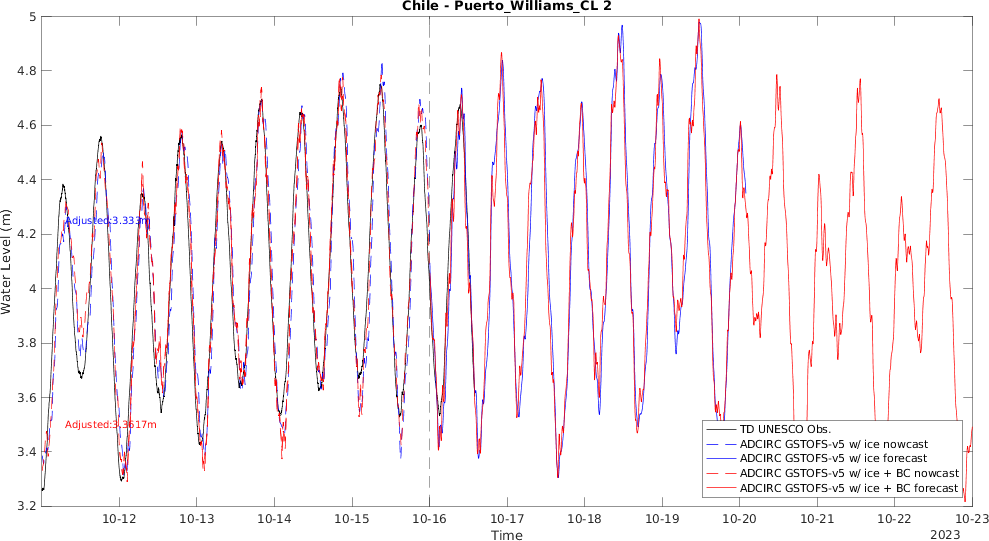 Chile - Puerto_Williams_CL 2
5
4.8
4.6
4.4
4.2
4
3.8
3.6
3.4
3.2
Water Level (m)
Adjusted:3.333m
TD UNESCO Obs.
ADCIRC GSTOFS-v5 w/ ice nowcast
ADCIRC GSTOFS-v5 w/ ice forecast
ADCIRC GSTOFS-v5 w/ ice + BC nowcast
ADCIRC GSTOFS-v5 w/ ice + BC forecast
10-12
10-13
10-14
10-15
10-16
10-17
10-18
10-19
10-20
10-21
10-22
10-23
Time
2023